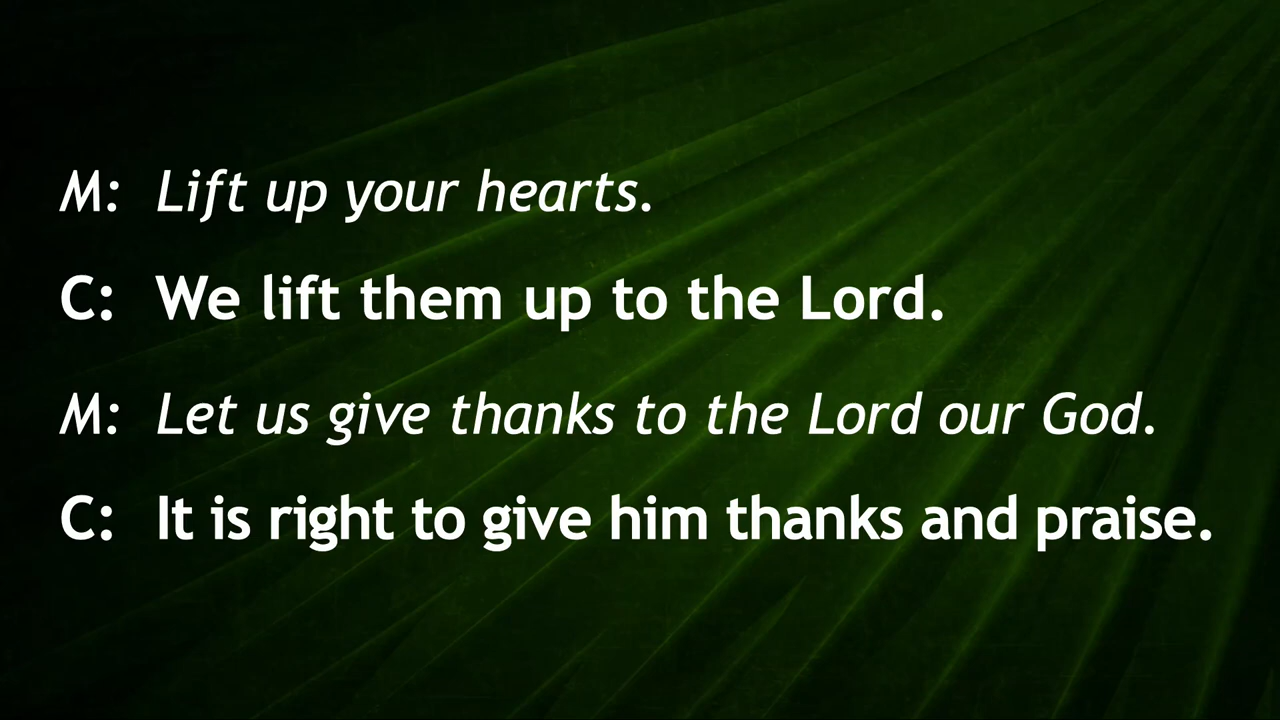 M: Lift up your hearts.
C: We lift them up to the Lord.
M: Let us give thanks to the Lord our God.
C: It is right to give him thanks and praise.